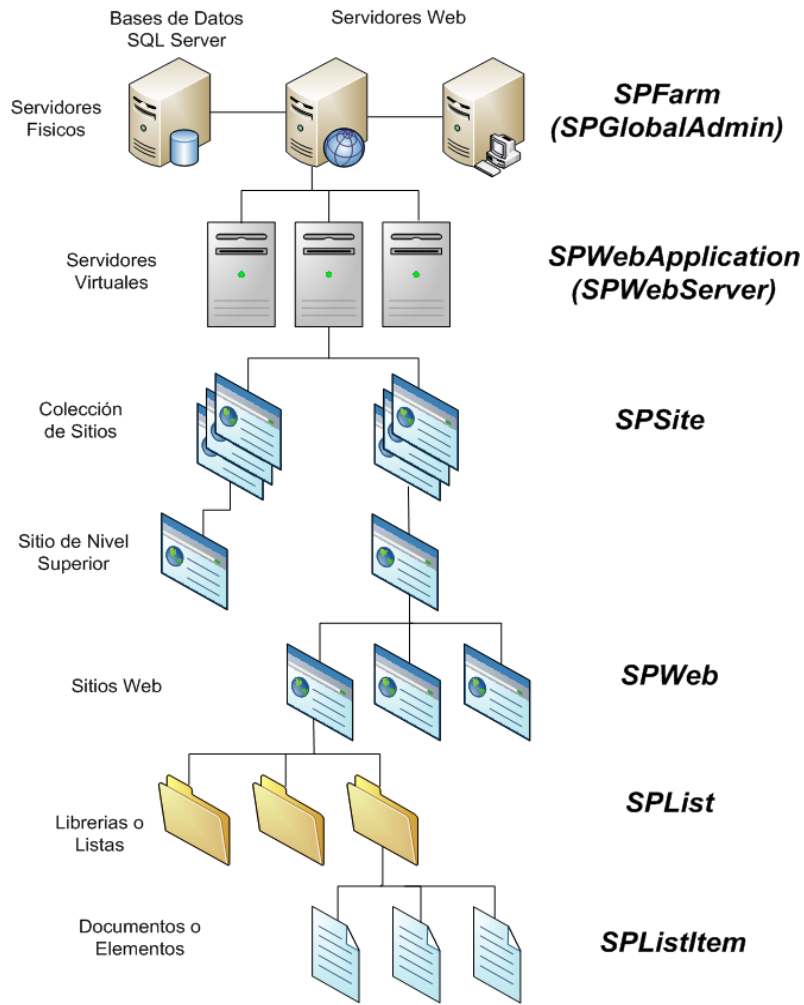 Bases de Datos
SQL Server
Servidores Web
Servidores
Fisicos
SPFarm
(SPGlobalAdmin)
Servidores
Virtuales
SPWebApplication
(SPWebServer)
Colección
de Sitios
SPSite
Sitio de Nivel
Superior
Sitios Web
SPWeb
Librerias o
Listas
SPList
Documentos o
Elementos
SPListItem